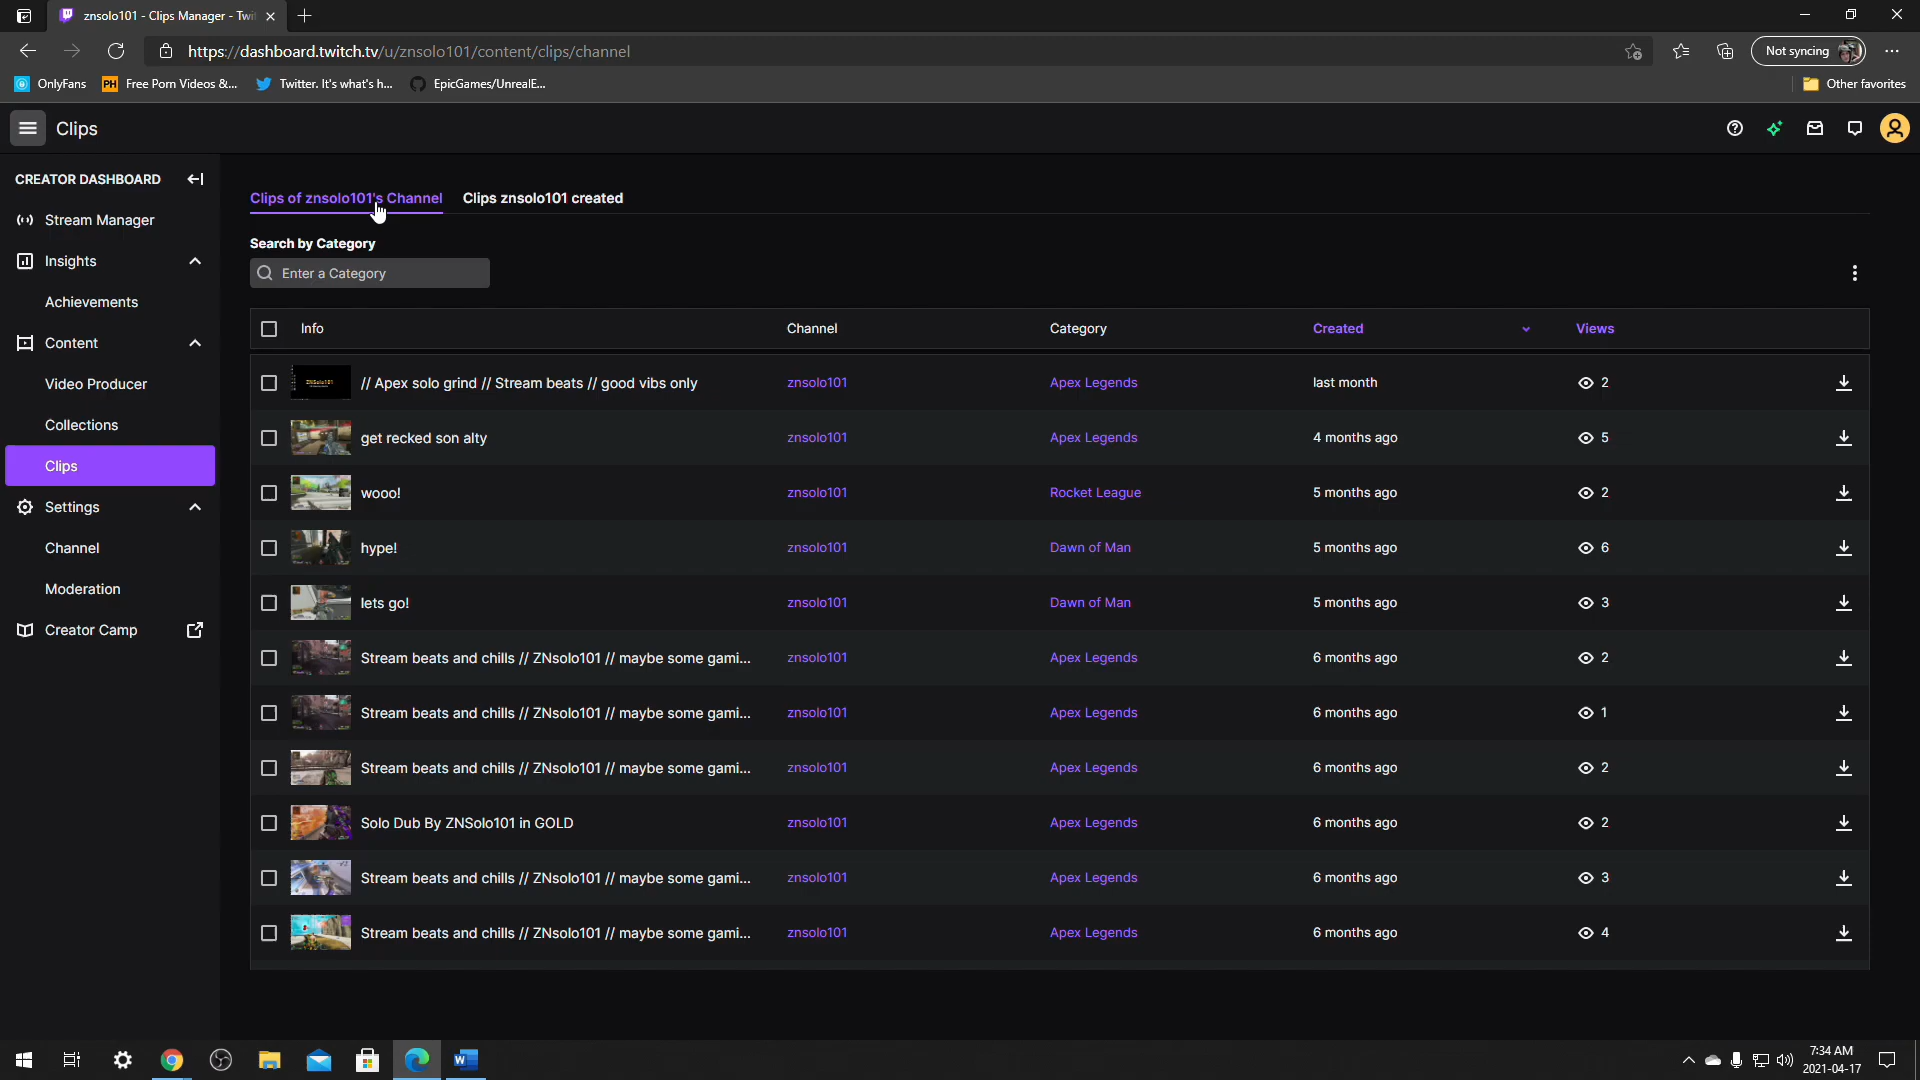 znsolo101 - Clips Manager - Twi
https://dashboard.twitch.tv/u/znsolo101/content/clips/channel
Not syncing
OnlyFans
PH Free Porn Videos &...
Twitter. It's what's h...
EpicGames/UnrealE...
Other favorites
Clips
CREATOR DASHBOARD
Stream Manager
Insights
Achievements
Content
Video Producer
Collections
Clips
Settings
Channel
Moderation
Creator Camp
Clips of znsolo101's Channel
Clips znsolo101 created
Search by Category
Enter a Category
Info Channel Category Created Views
// Apex solo grind // Stream beats // good vibs only znsolo101 Apex Legends last month 2
get recked son alty znsolo101 Apex Legends 4 months ago 5
wooo! znsolo101 Rocket League 5 months ago 2
hype! znsolo101 Dawn of Man 5 months ago 6
lets go! znsolo101 Dawn of Man 5 months ago 3
Stream beats and chills // ZNsolo101 // maybe some gami... znsolo101 Apex Legends 6 months ago 2
Stream beats and chills // ZNsolo101 // maybe some gami... znsolo101 Apex Legends 6 months ago 1
Stream beats and chills // ZNsolo101 // maybe some gami... znsolo101 Apex Legends 6 months ago 2
Solo Dub By ZNSolo101 in GOLD znsolo101 Apex Legends 6 months ago 2
Stream beats and chills // ZNsolo101 // maybe some gami... znsolo101 Apex Legends 6 months ago 3
Stream beats and chills // ZNsolo101 // maybe some gami... znsolo101 Apex Legends 6 months ago 4
7:34 AM
2021-04-17